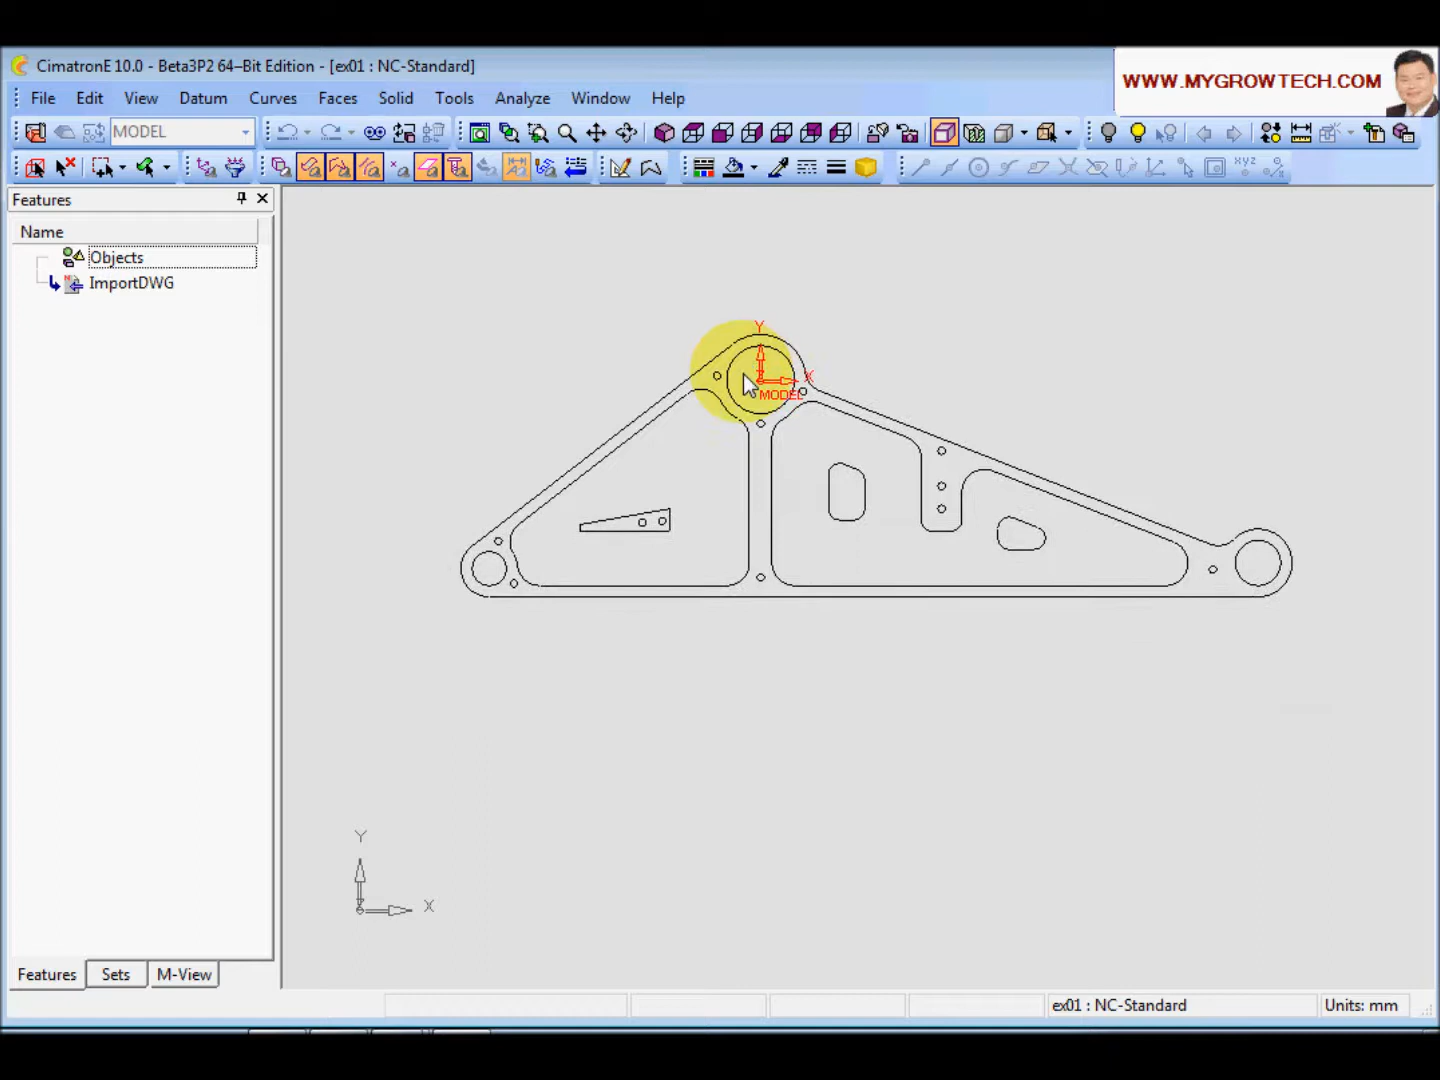 CimatronE 10.0 - Beta3P2 64–Bit Edition - [ex01 : NC-Standard]
WWW.MYGROWTECH.COM
File Edit View Datum Curves Faces Solid Tools Analyze Window Help
MODEL
XYZ
Features
Name
Objects
ImportDWG
Y
X
MODEL
Y
X
Features Sets M-View
ex01 : NC-Standard Units: mm